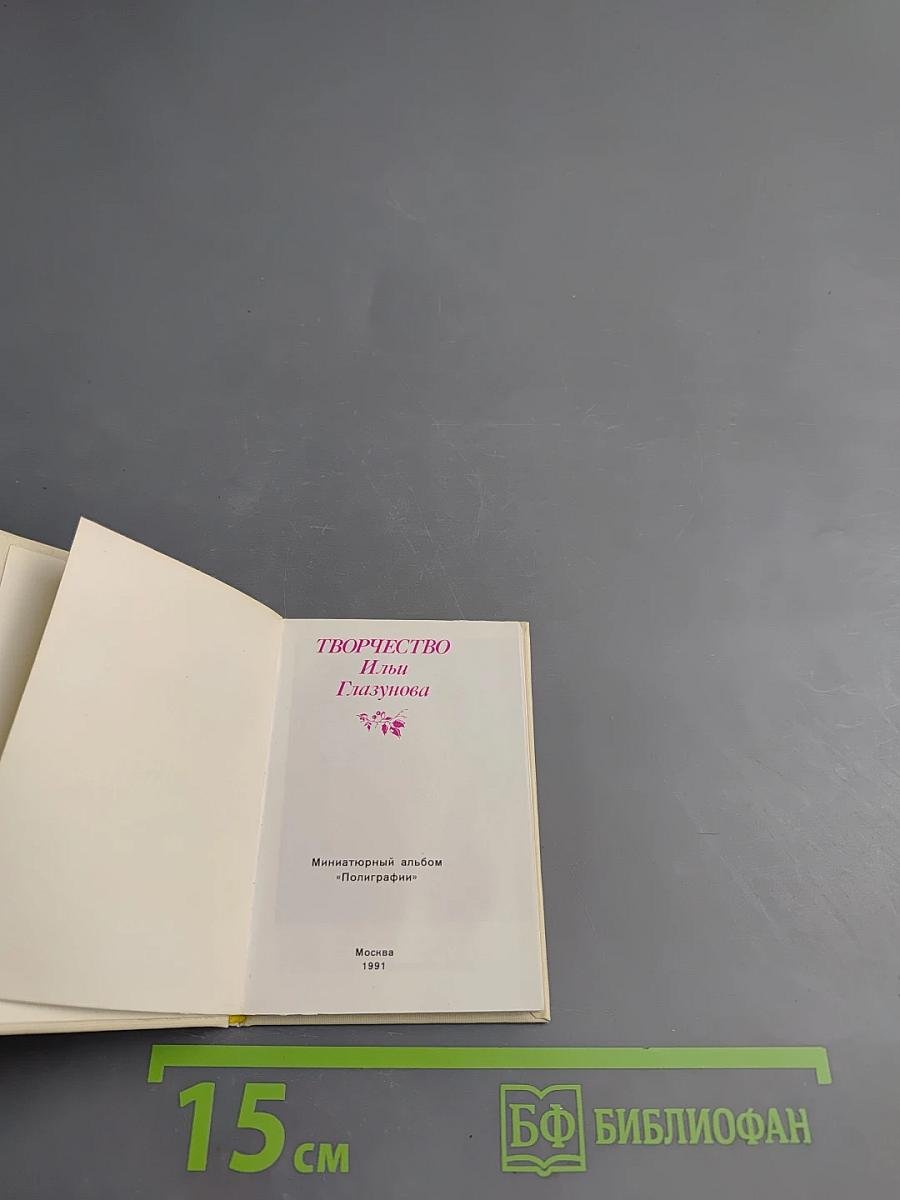 ТВОРЧЕСТВО
Ильи
Глазунова
Миниатюрный альбом
«Полиграфии»
Москва
1991
15 см
БФ БИБЛИОФАН